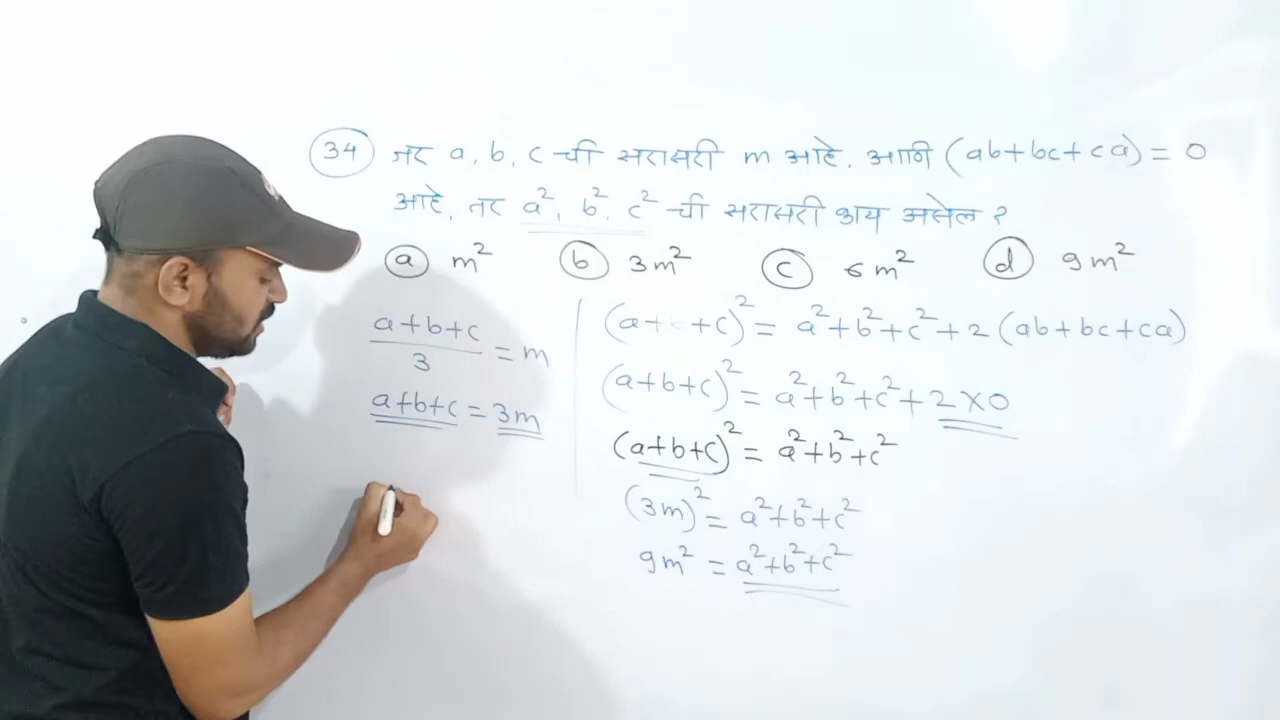 34 जर a, b, c ची सरासरी m आहे. आणि (ab+bc+ca) = 0
आहे. तर a², b², c² ची सरासरी काय असेल ?
a m² b 3m² c 6m² d 9m²
a+b+c
3
= m
a+b+c = 3m
(a+b+c)² = a²+b²+c²+2(ab+bc+ca)
(a+b+c)² = a²+b²+c²+2×0
(a+b+c)² = a²+b²+c²
(3m)² = a²+b²+c²
9m² = a²+b²+c²